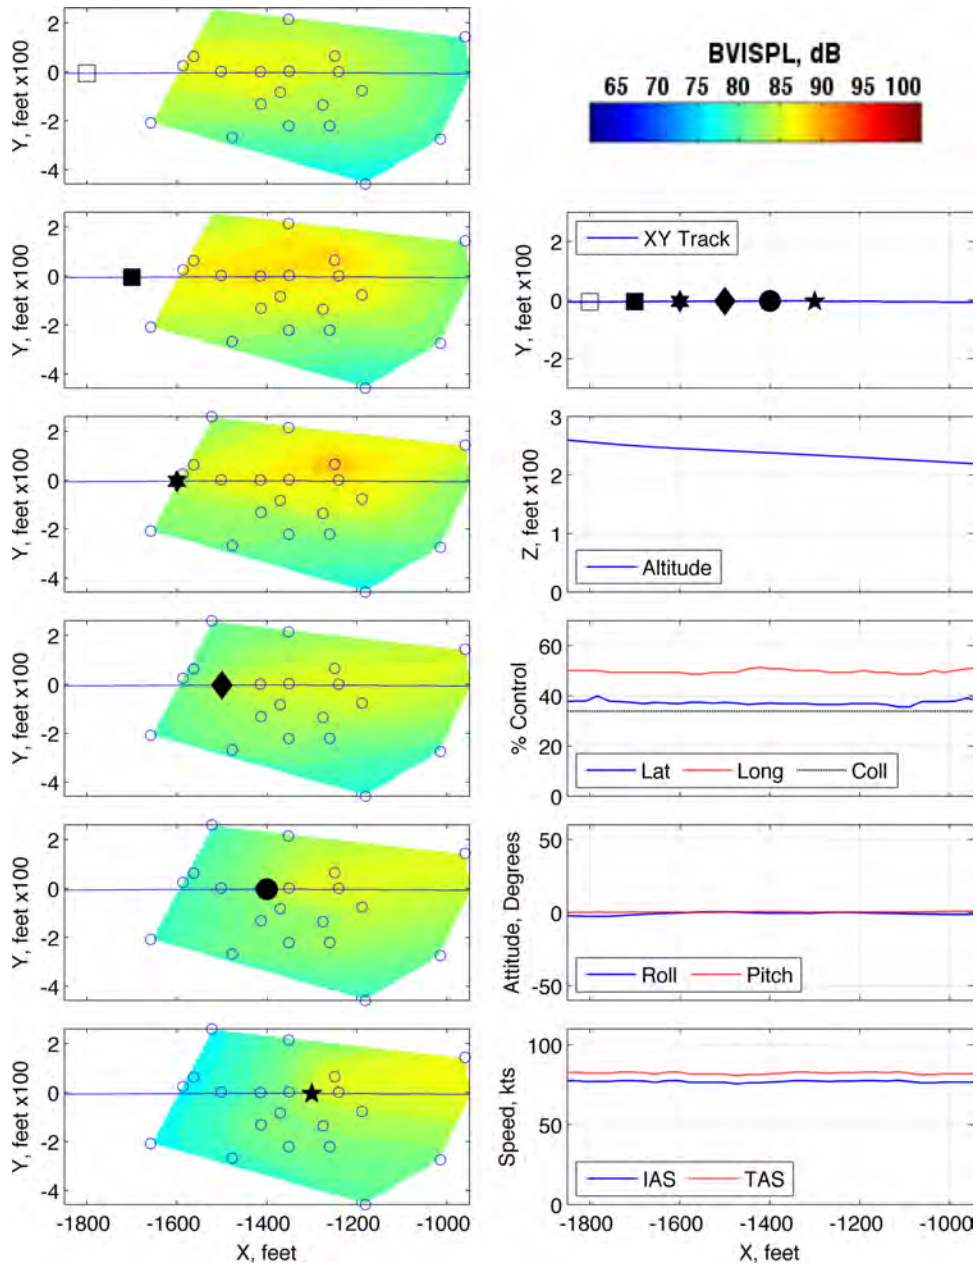 2
0
-2
-4
Y, feet x100
BVISPL, dB
65 70 75 80 85 90 95 100
2
0
-2
-4
Y, feet x100
2
0
-2
Y, feet x100
XY Track
2
0
-2
-4
Y, feet x100
3
2
1
0
Z, feet x100
Altitude
2
0
-2
-4
Y, feet x100
60
40
20
0
% Control
Lat Long Coll
2
0
-2
-4
Y, feet x100
50
0
-50
Attitude, Degrees
Roll Pitch
2
0
-2
-4
Y, feet x100
-1800 -1600 -1400 -1200 -1000
X, feet
100
50
0
Speed, kts
IAS TAS
-1800 -1600 -1400 -1200 -1000
X, feet